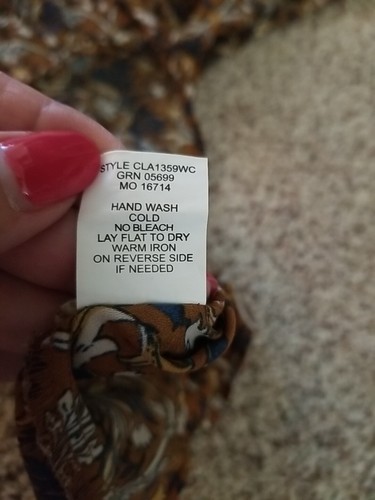 STYLE CLA1359WC
GRN 05699
MO 16714
HAND WASH
COLD
NO BLEACH
LAY FLAT TO DRY
WARM IRON
ON REVERSE SIDE
IF NEEDED